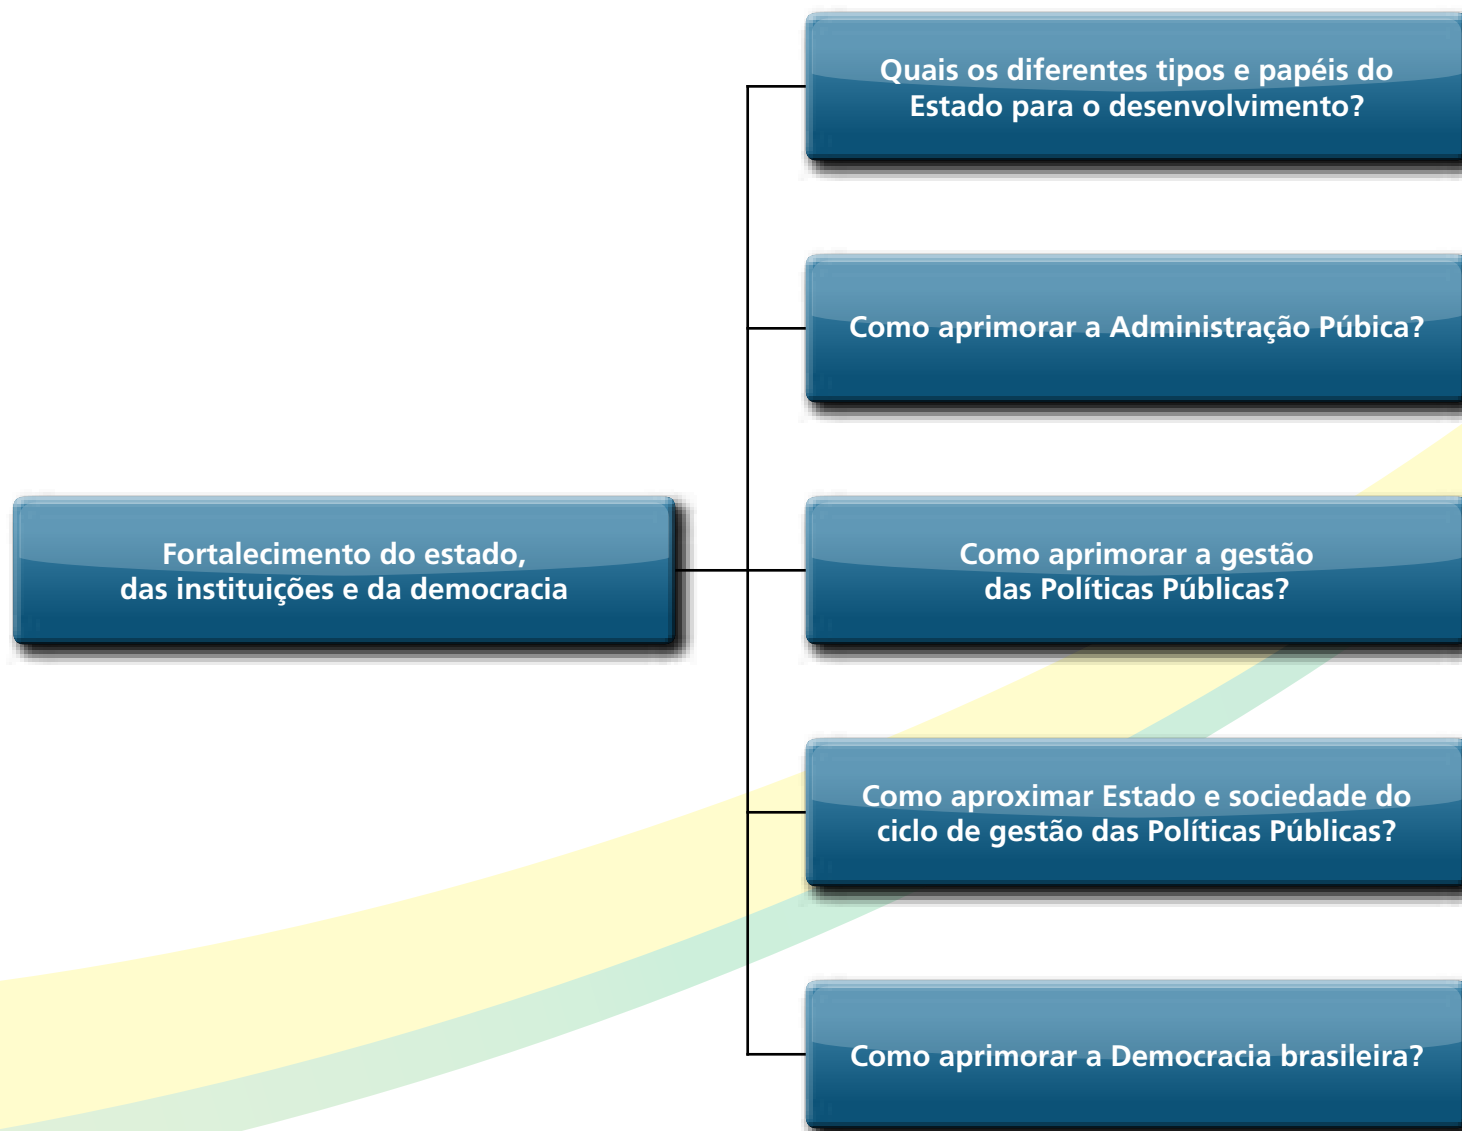 Quais os diferentes tipos e papéis do
Estado para o desenvolvimento?
Como aprimorar a Administração Púbica?
Fortalecimento do estado,
das instituições e da democracia
Como aprimorar a gestão
das Políticas Públicas?
Como aproximar Estado e sociedade do
ciclo de gestão das Políticas Públicas?
Como aprimorar a Democracia brasileira?